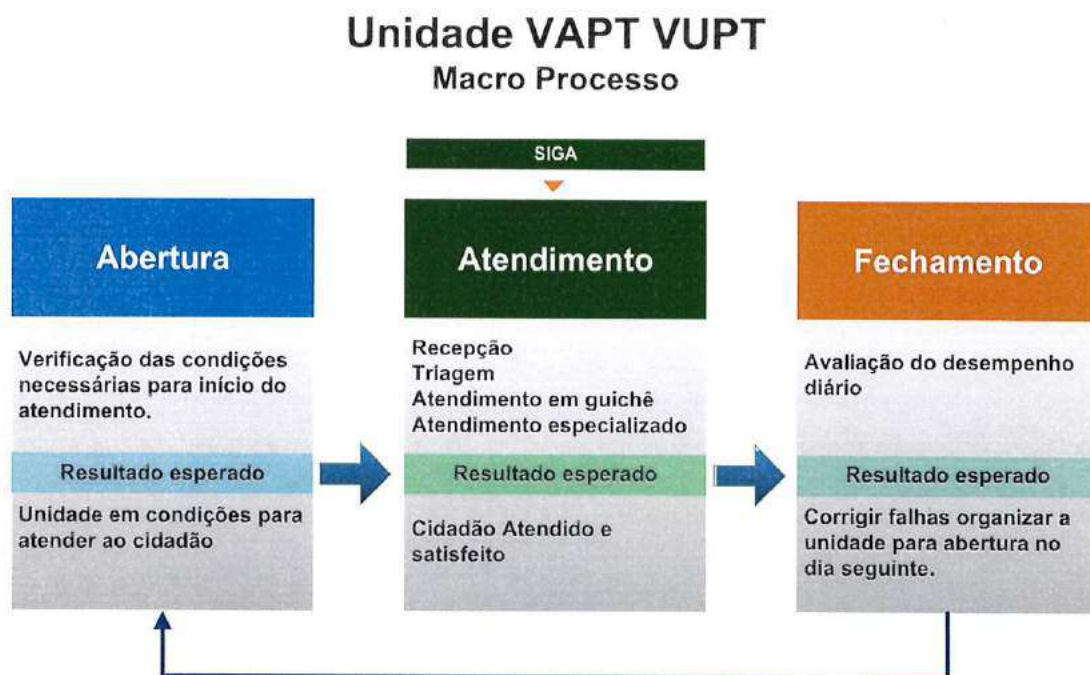 Unidade VAPT VUPT
Macro Processo
SIGA
Abertura
Verificação das condições
necessárias para início do
atendimento.
Resultado esperado
Unidade em condições para
atender ao cidadão
Atendimento
Recepção
Triagem
Atendimento em guichê
Atendimento especializado
Resultado esperado
Cidadão Atendido e
satisfeito
Fechamento
Avaliação do desempenho
diário
Resultado esperado
Corrigir falhas organizar a
unidade para abertura no
dia seguinte.